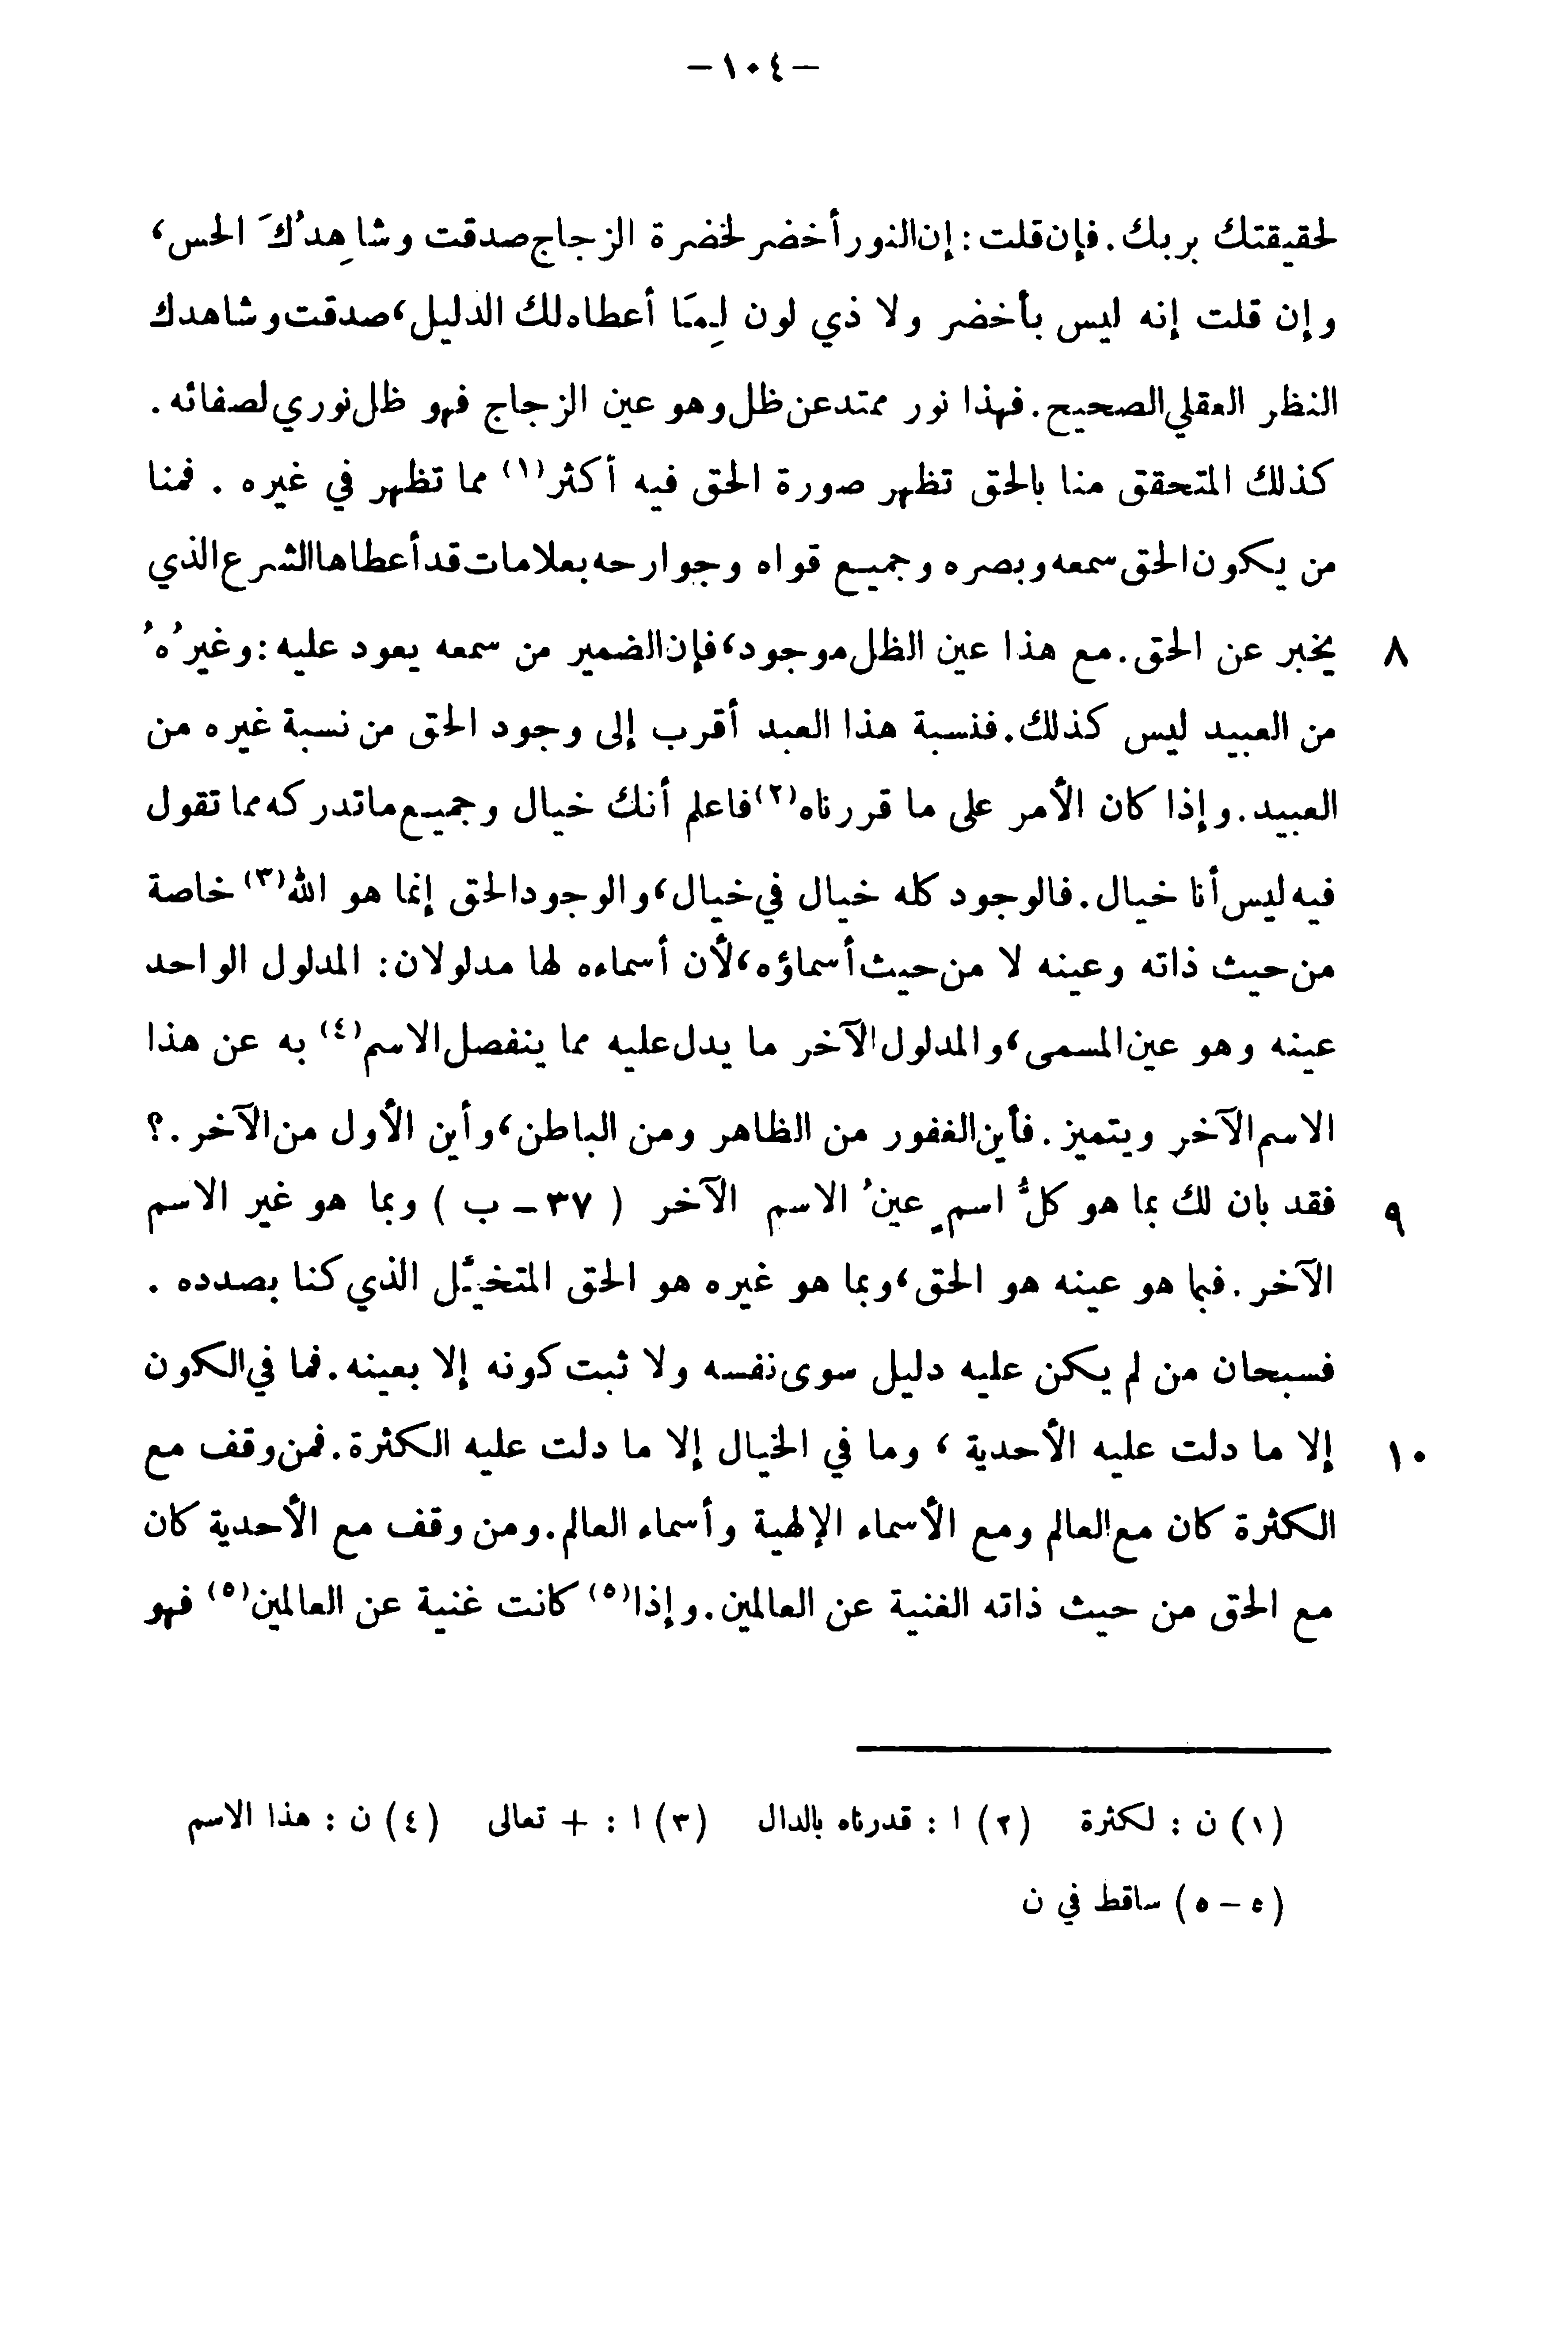 –١٠٤–
لحقيقتك بربك. فإن قلت: إن النور أخضر لخضرة الزجاج صدقت وشاهِدُكَ الحس،
وإن قلت إنه ليس بأخضر ولا ذي لون لِمَا أعطاه لك الدليل، صدقت وشاهدك
النظر العقلي الصحيح. فهذا نور ممتد عن ظل وهو عين الزجاج فهو ظل نوري لصفائه.
كذلك المتحقق منا بالحق تظهر صورة الحق فيه أكثر(١) مما تظهر في غيره. فمنا
من يكون الحق سمعه وبصره وجميع قواه وجوارحه بعلامات قد أعطاها الشرع الذي
٨ يخبر عن الحق. مع هذا عين الظل موجود، فإن الضمير من سمعه يعود عليه: وغيرُهُ
من العبيد ليس كذلك. فنسبة هذا العبد أقرب إلى وجود الحق من نسبة غيره من
العبيد. وإذا كان الأمر على ما قررناه(٢) فاعلم أنك خيال وجميع ما تدركه مما تقول
فيه ليس أنا خيال. فالوجود كله خيال في خيال، والوجود الحق إنما هو الله(٣) خاصة
من حيث ذاته وعينه لا من حيث أسماؤه، لأن أسماءه لها مدلولان: المدلول الواحد
عينه وهو عين المسمى، والمدلول الآخر ما يدل عليه مما ينفصل الاسم(٤) به عن هذا
الاسم الآخر ويتميز. فأين الغفور من الظاهر ومن الباطن، وأين الأول من الآخر.؟
٩ فقد بان لك بما هو كلُّ اسمٍ عينُ الاسم الآخر (٣٧ – ب) وبما هو غير الاسم
الآخر. فبما هو عينه هو الحق، وبما هو غيره هو الحق المتخيَّل الذي كنا بصدده.
فسبحان من لم يكن عليه دليل سوى نفسه ولا ثبت كونه إلا بعينه. فما في الكون
١٠ إلا ما دلت عليه الأحدية، وما في الخيال إلا ما دلت عليه الكثرة. فمن وقف مع
الكثرة كان مع العالم ومع الأسماء الإلهية وأسماء العالم. ومن وقف مع الأحدية كان
مع الحق من حيث ذاته الغنية عن العالمين. وإذا(٥) كانت غنية عن العالمين(٥) فهو
(١) ن: لكثرة (٢) ا: قدرناه بالدال (٣) ا: + تعالى (٤) ن: هذا الاسم
(٥ – ٥) ساقط في ن